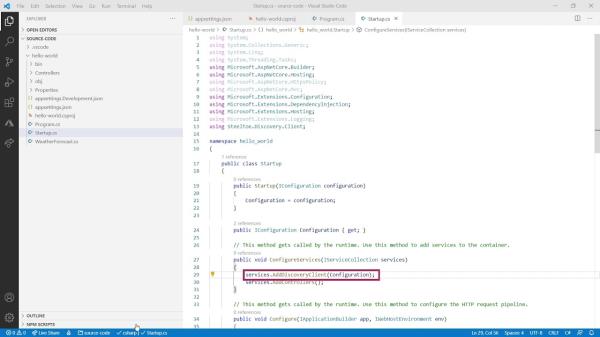 File Edit Selection View Go Run Terminal Help
Startup.cs - source-code - Visual Studio Code
EXPLORER
OPEN EDITORS
SOURCE-CODE
.vscode
hello-world
bin
Controllers
obj
Properties
appsettings.Development.json
appsettings.json
hello-world.csproj
Program.cs
Startup.cs
WeatherForecast.cs
OUTLINE
NPM SCRIPTS
appsettings.json
hello-world.csproj
Program.cs
Startup.cs
hello-world > Startup.cs > hello_world > hello_world.Startup > ConfigureServices(IServiceCollection services)
1 using System;
2 using System.Collections.Generic;
3 using System.Linq;
4 using System.Threading.Tasks;
5 using Microsoft.AspNetCore.Builder;
6 using Microsoft.AspNetCore.Hosting;
7 using Microsoft.AspNetCore.HttpsPolicy;
8 using Microsoft.AspNetCore.Mvc;
9 using Microsoft.Extensions.Configuration;
10 using Microsoft.Extensions.DependencyInjection;
11 using Microsoft.Extensions.Hosting;
12 using Microsoft.Extensions.Logging;
13 using Steeltoe.Discovery.Client;
14
15 namespace hello_world
16 {
1 reference
17 public class Startup
18 {
0 references
19 public Startup(IConfiguration configuration)
20 {
21 Configuration = configuration;
22 }
23
2 references
24 public IConfiguration Configuration { get; }
25
26 // This method gets called by the runtime. Use this method to add services to the container.
0 references
27 public void ConfigureServices(IServiceCollection services)
28 {
29 services.AddDiscoveryClient(Configuration);
30 services.AddControllers();
31 }
32
33 // This method gets called by the runtime. Use this method to configure the HTTP request pipeline.
0 references
34 public void Configure(IApplicationBuilder app, IWebHostEnvironment env)
0 0 Live Share source-code csharp Startup.cs
Ln 29, Col 56 Spaces: 4 UTF-8 CRLF C#